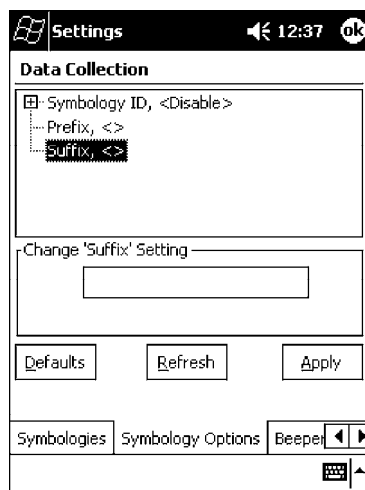 Settings 12:37 ok
Data Collection
Symbology ID, <Disable>
Prefix, <>
Suffix, <>
Change 'Suffix' Setting
Defaults Refresh Apply
Symbologies Symbology Options Beeper